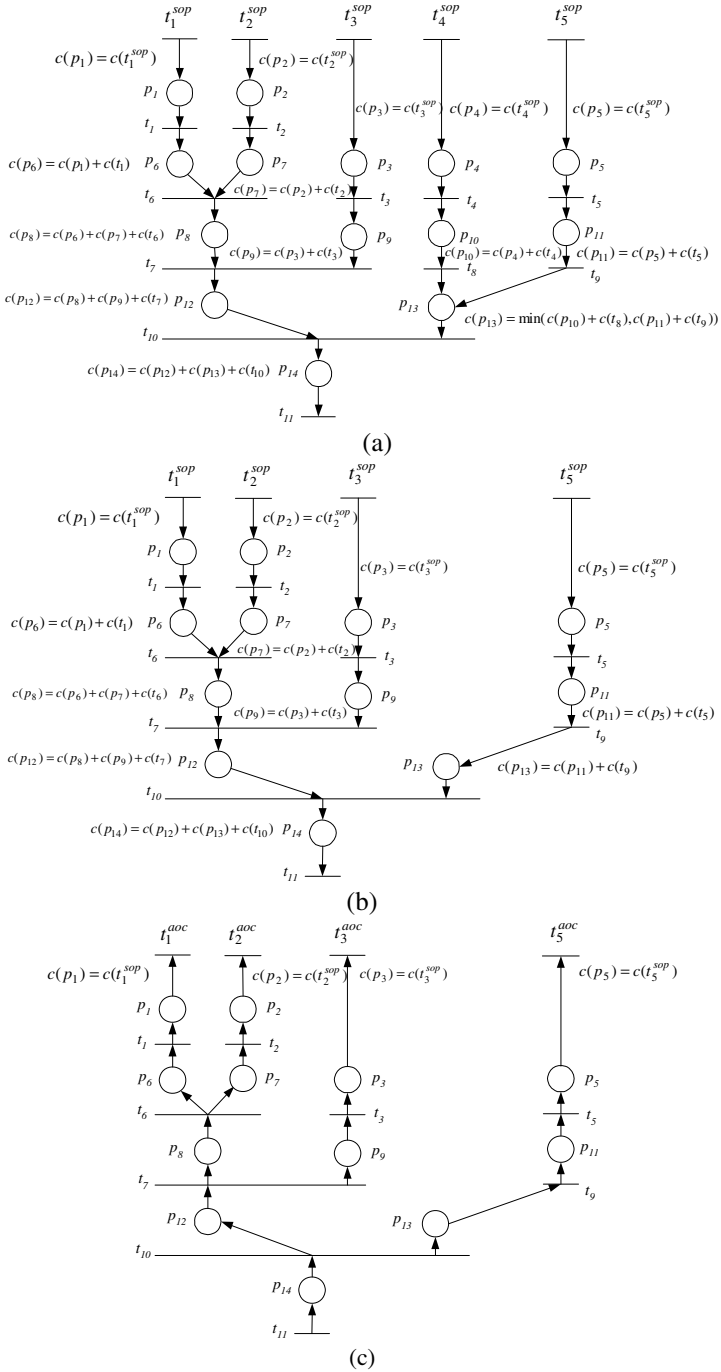 t_1^{sop} t_2^{sop} t_3^{sop} t_4^{sop} t_5^{sop}
c(p_1) = c(t_1^{sop}) c(p_2) = c(t_2^{sop})
p_1 p_2
c(p_3) = c(t_3^{sop}) c(p_4) = c(t_4^{sop}) c(p_5) = c(t_5^{sop})
t_1 t_2
c(p_6) = c(p_1) + c(t_1) p_6 p_7 p_3 p_4 p_5
c(p_7) = c(p_2) + c(t_2)
t_6 t_3 t_4 t_5
c(p_8) = c(p_6) + c(p_7) + c(t_6) p_8 p_9 p_10 p_11
c(p_9) = c(p_3) + c(t_3) c(p_10) = c(p_4) + c(t_4) c(p_11) = c(p_5) + c(t_5)
t_7 t_8 t_9
c(p_12) = c(p_8) + c(p_9) + c(t_7) p_12 p_13
c(p_13) = min(c(p_10) + c(t_8), c(p_11) + c(t_9))
t_10
c(p_14) = c(p_12) + c(p_13) + c(t_10) p_14
t_11
(a)
t_1^{sop} t_2^{sop} t_3^{sop} t_5^{sop}
c(p_1) = c(t_1^{sop}) c(p_2) = c(t_2^{sop})
p_1 p_2
c(p_3) = c(t_3^{sop}) c(p_5) = c(t_5^{sop})
t_1 t_2
c(p_6) = c(p_1) + c(t_1) p_6 p_7 p_3 p_5
c(p_7) = c(p_2) + c(t_2)
t_6 t_3 t_5
c(p_8) = c(p_6) + c(p_7) + c(t_6) p_8 p_9 p_11
c(p_9) = c(p_3) + c(t_3) c(p_11) = c(p_5) + c(t_5)
t_7 t_9
c(p_12) = c(p_8) + c(p_9) + c(t_7) p_12 p_13 c(p_13) = c(p_11) + c(t_9)
t_10
c(p_14) = c(p_12) + c(p_13) + c(t_10) p_14
t_11
(b)
t_1^{aoc} t_2^{aoc} t_3^{aoc} t_5^{aoc}
c(p_1) = c(t_1^{sop}) c(p_2) = c(t_2^{sop}) c(p_3) = c(t_3^{sop}) c(p_5) = c(t_5^{sop})
p_1 p_2
t_1 t_2
p_6 p_7 p_3 p_5
t_6 t_3 t_5
p_8 p_9 p_11
t_7 t_9
p_12 p_13
t_10
p_14
t_11
(c)